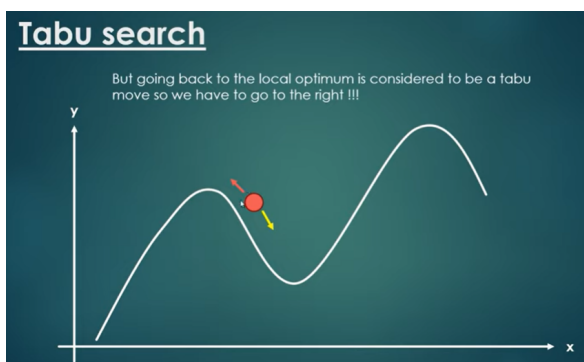 Tabu search
But going back to the local optimum is considered to be a tabu
move so we have to go to the right !!!
y
x